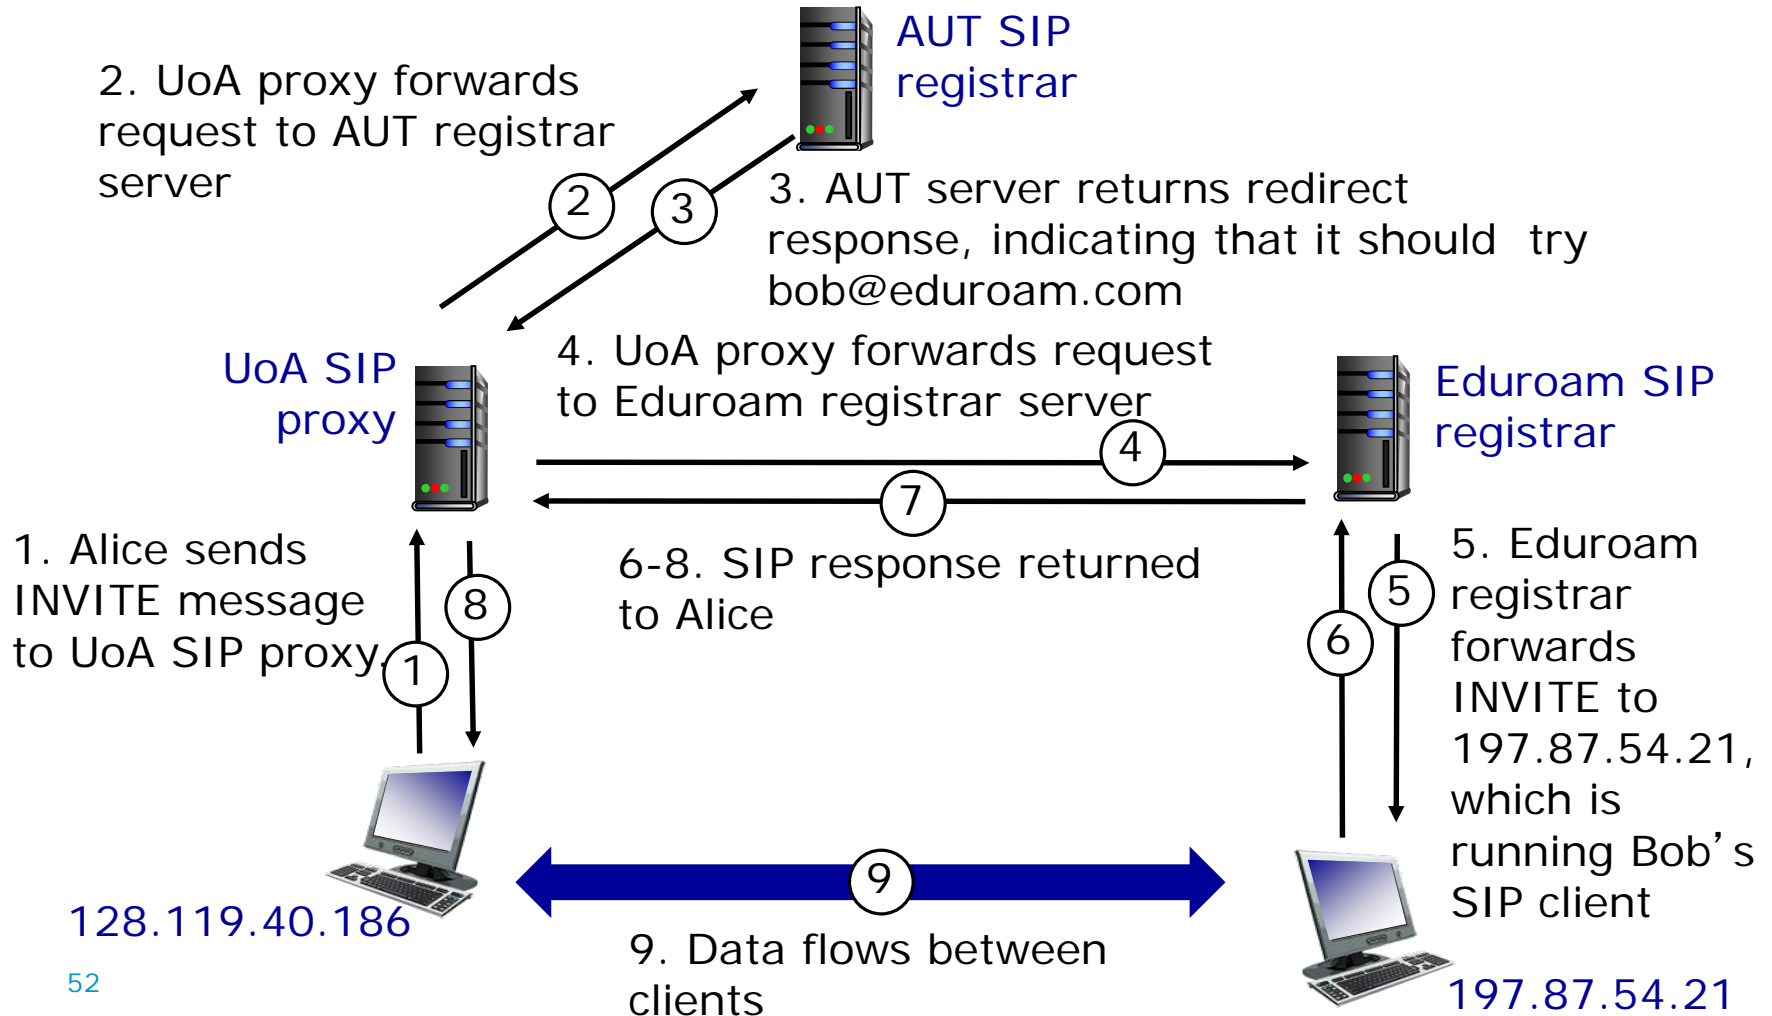 AUT SIP
registrar
2. UoA proxy forwards
request to AUT registrar
server
2
3
3. AUT server returns redirect
response, indicating that it should try
bob@eduroam.com
UoA SIP
proxy
4. UoA proxy forwards request
to Eduroam registrar server
Eduroam SIP
registrar
4
7
1. Alice sends
INVITE message
to UoA SIP proxy.
1
8
6-8. SIP response returned
to Alice
6
5
5. Eduroam
registrar
forwards
INVITE to
197.87.54.21,
which is
running Bob's
SIP client
9
128.119.40.186
9. Data flows between
clients
197.87.54.21
52